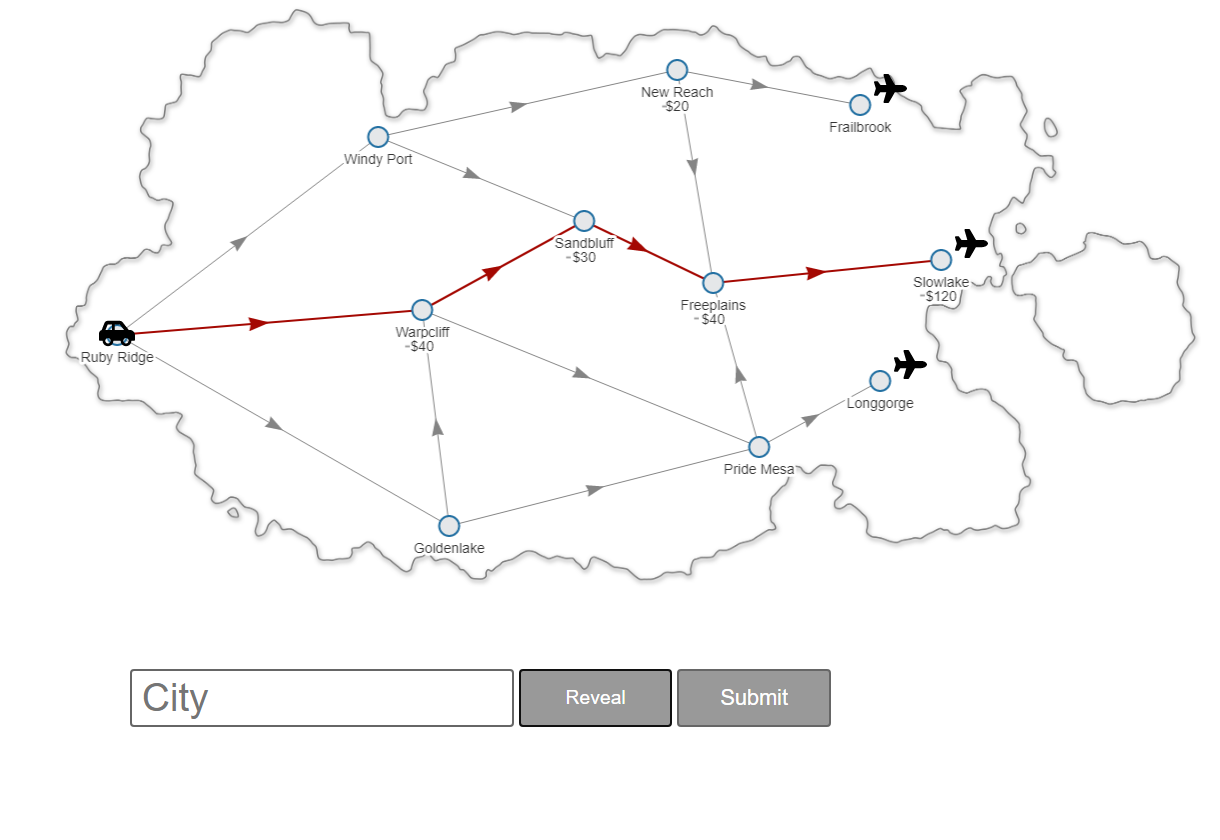 New Reach
-$20
Frailbrook
Windy Port
Sandbluff
-$30
Slowlake
-$120
Freeplains
-$40
Warpcliff
-$40
Ruby Ridge
Longgorge
Pride Mesa
Goldenlake
City
Reveal
Submit